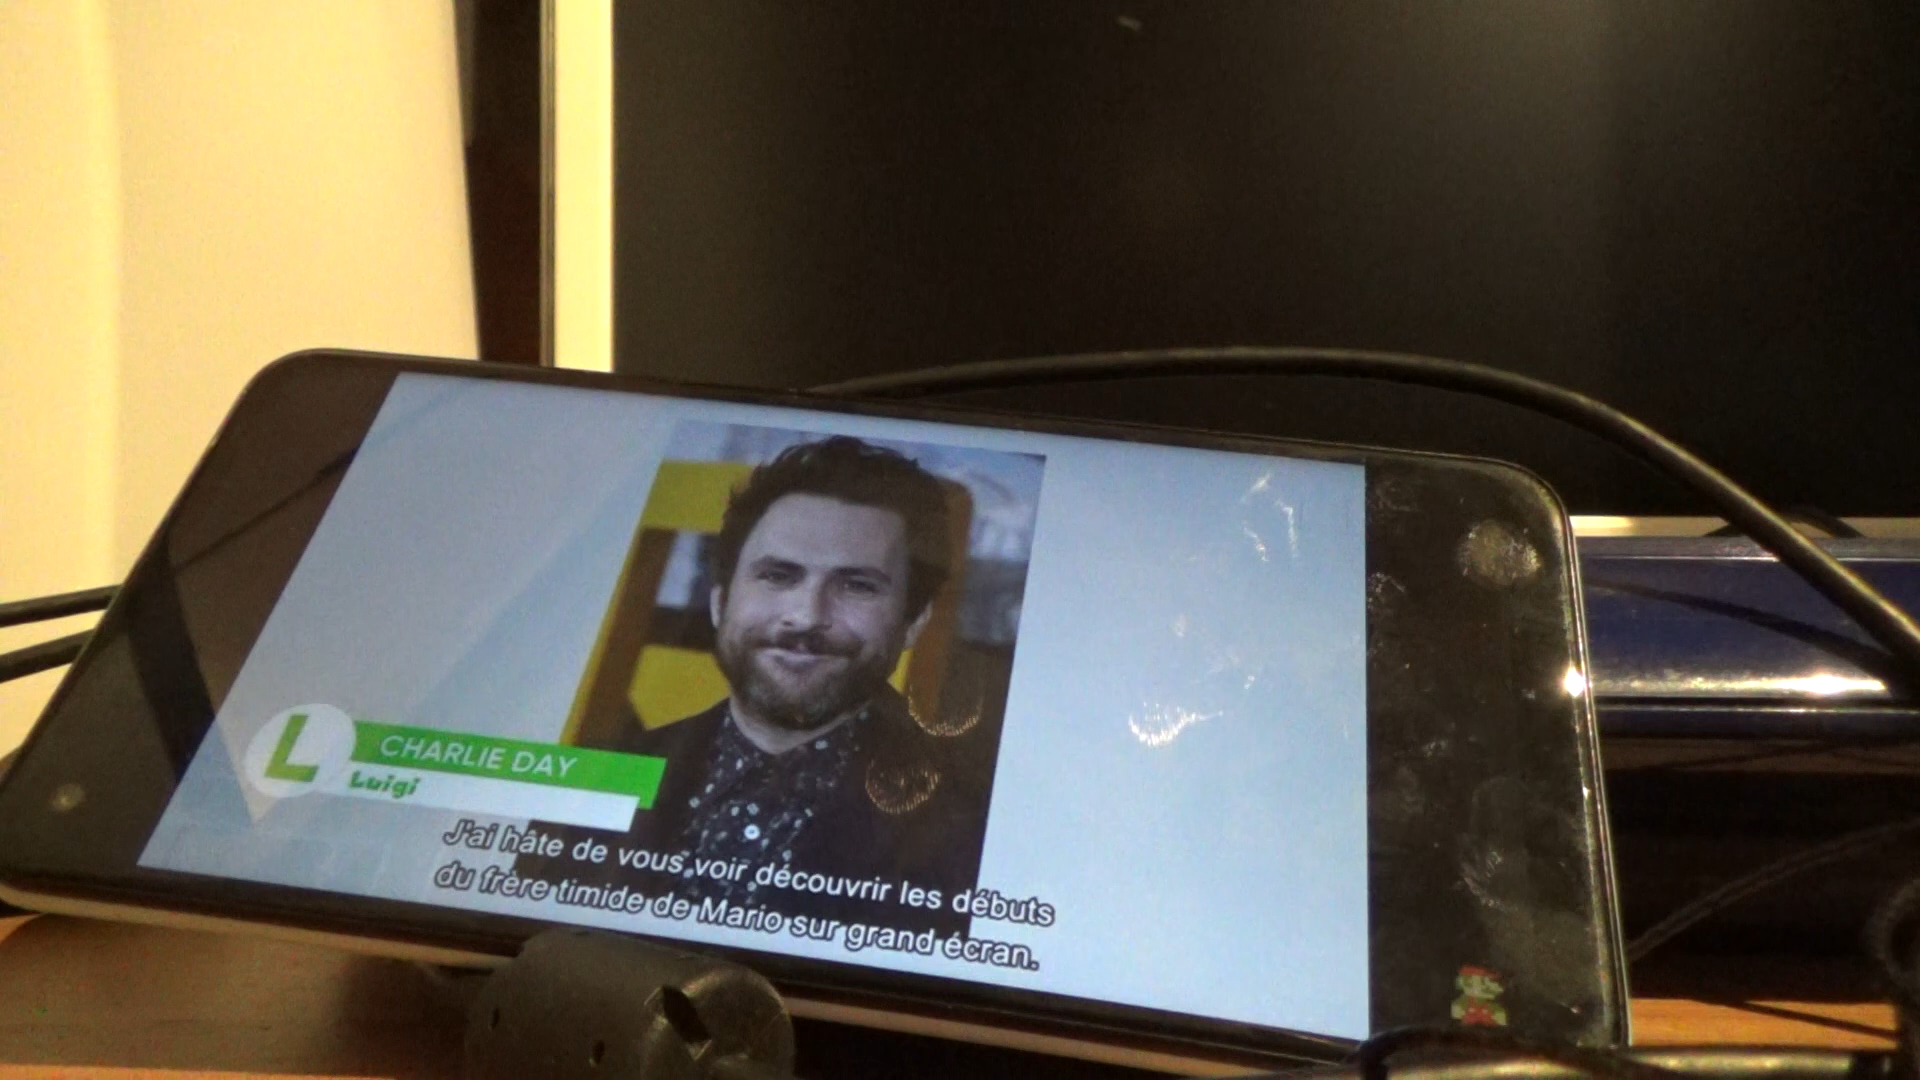 L
CHARLIE DAY
Luigi
J'ai hâte de vous voir découvrir les débuts
du frère timide de Mario sur grand écran.